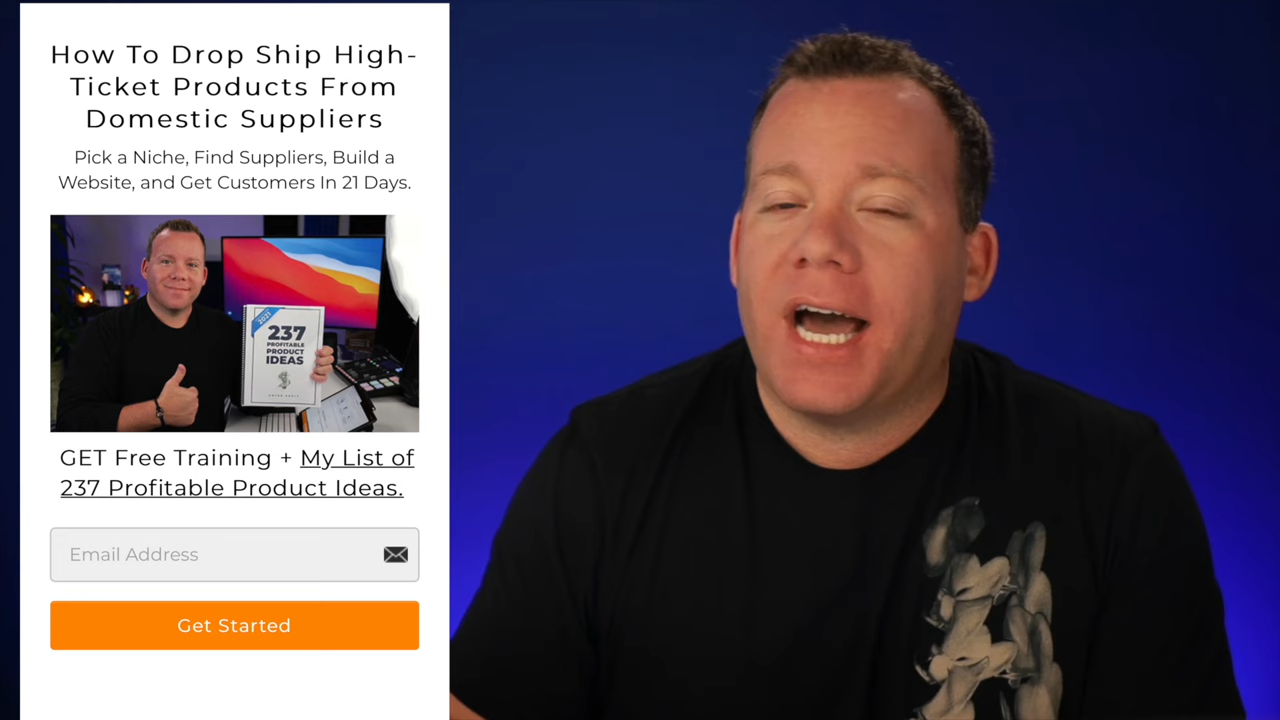 How To Drop Ship High-
Ticket Products From
Domestic Suppliers
Pick a Niche, Find Suppliers, Build a
Website, and Get Customers In 21 Days.
2021
237
PROFITABLE
PRODUCT
IDEAS
GET Free Training + My List of
237 Profitable Product Ideas.
Email Address
Get Started